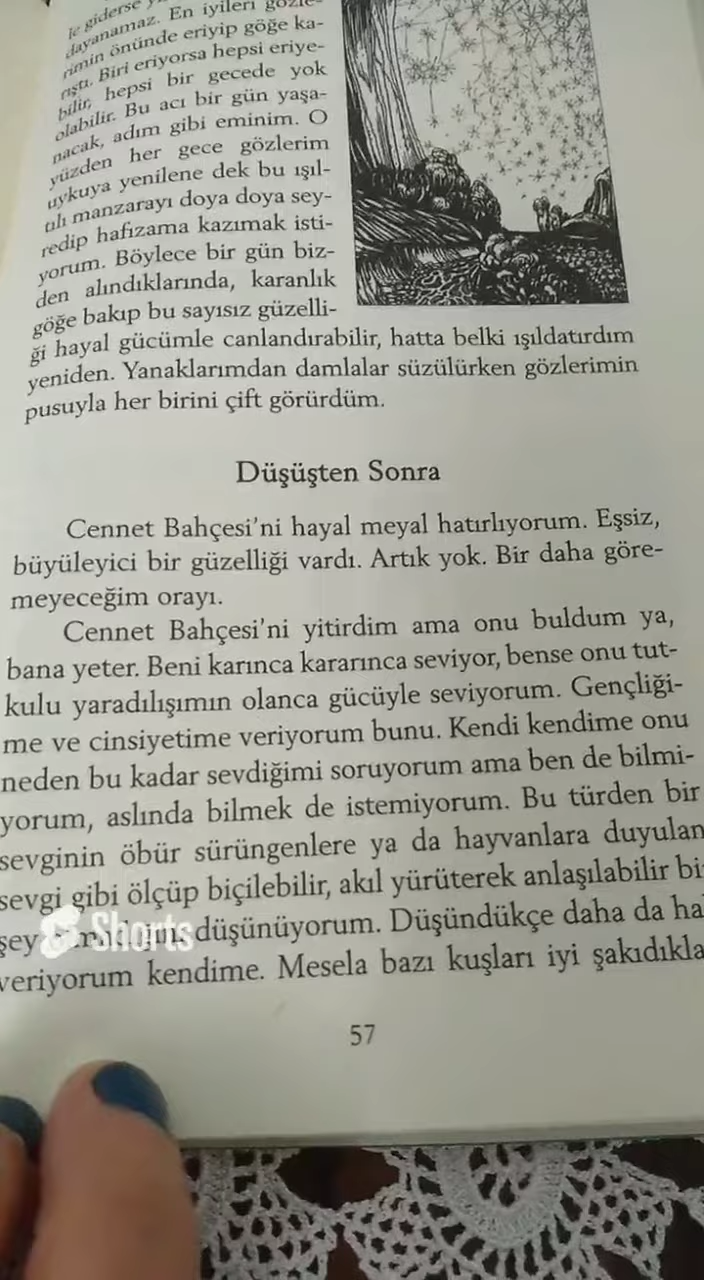 le giderse
dayanamaz. En iyileri gözle-
rimin önünde eriyip göğe ka-
rıştı. Biri eriyorsa hepsi eriye-
bilir, hepsi bir gecede yok
olabilir. Bu acı bir gün yaşa-
nacak, adım gibi eminim. O
yüzden her gece gözlerim
uykuya yenilene dek bu ışıl-
tılı manzarayı doya doya sey-
redip hafızama kazımak isti-
yorum. Böylece bir gün biz-
den alındıklarında, karanlık
göğe bakıp bu sayısız güzelli-
ği hayal gücümle canlandırabilir, hatta belki ışıldatırdım
yeniden. Yanaklarımdan damlalar süzülürken gözlerimin
pusuyla her birini çift görürdüm.
Düşüşten Sonra
Cennet Bahçesi'ni hayal meyal hatırlıyorum. Eşsiz,
büyüleyici bir güzelliği vardı. Artık yok. Bir daha göre-
meyeceğim orayı.
Cennet Bahçesi'ni yitirdim ama onu buldum ya,
bana yeter. Beni karınca kararınca seviyor, bense onu tut-
kulu yaradılışımın olanca gücüyle seviyorum. Gençliği-
me ve cinsiyetime veriyorum bunu. Kendi kendime onu
neden bu kadar sevdiğimi soruyorum ama ben de bilmi-
yorum, aslında bilmek de istemiyorum. Bu türden bir
sevginin öbür sürüngenlere ya da hayvanlara duyulan
sevgi gibi ölçüp biçilebilir, akıl yürüterek anlaşılabilir bi
şey düşünüyorum. Düşündükçe daha da ha
veriyorum kendime. Mesela bazı kuşları iyi şakıdıkla
Shorts
57